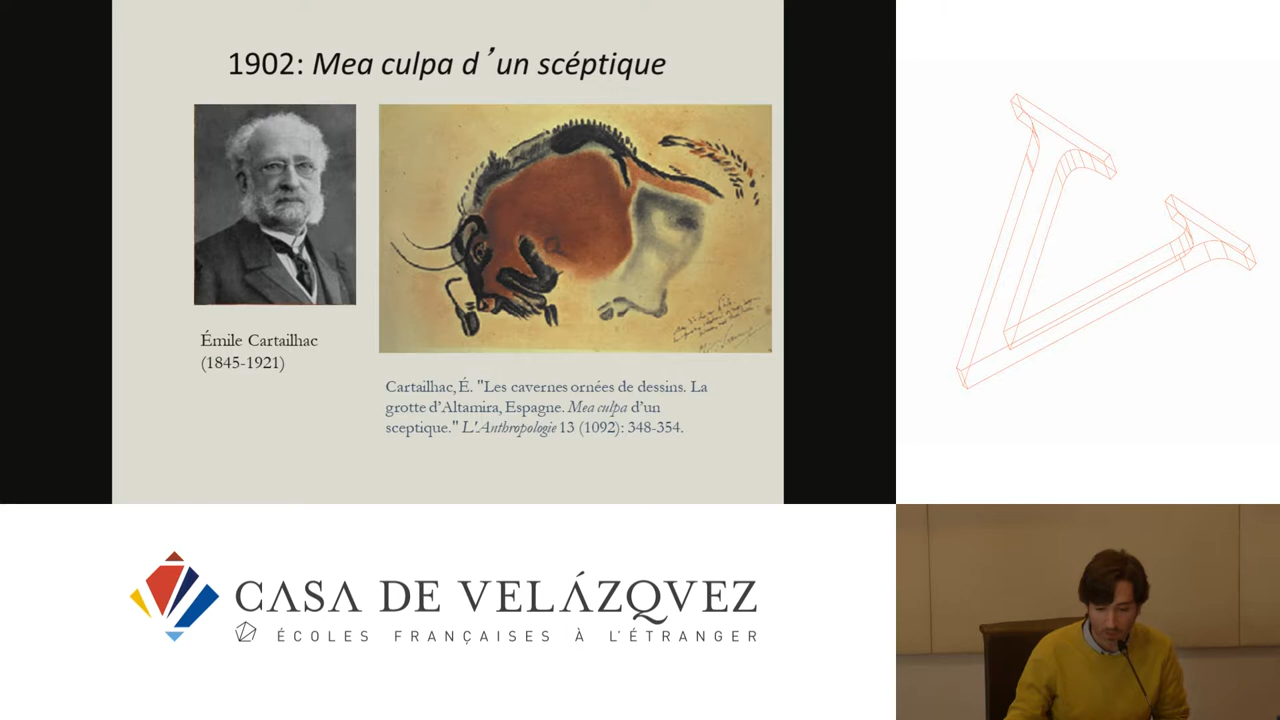 1902: Mea culpa d ’un scéptique
Émile Cartailhac
(1845-1921)
Cartailhac, É. "Les cavernes ornées de dessins. La
grotte d’Altamira, Espagne. Mea culpa d’un
sceptique." L'Anthropologie 13 (1092): 348-354.
CASA DE VELÁZQVEZ
ÉCOLES FRANÇAISES À L'ÉTRANGER